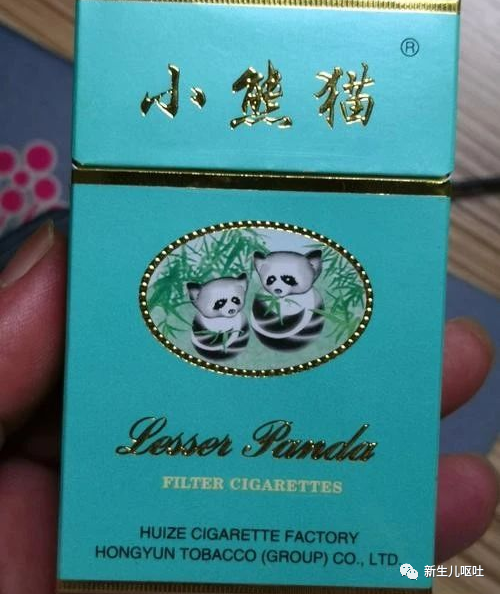 小熊猫 ®
Lesser Panda
FILTER CIGARETTES
HUIZE CIGARETTE FACTORY
HONGYUN TOBACCO (GROUP) CO., LTD
新生儿呕吐